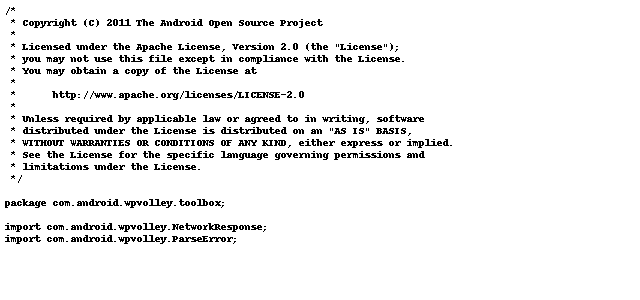 /*
 * Copyright (C) 2011 The Android Open Source Project
 *
 * Licensed under the Apache License, Version 2.0 (the "License");
 * you may not use this file except in compliance with the License.
 * You may obtain a copy of the License at
 *
 *      http://www.apache.org/licenses/LICENSE-2.0
 *
 * Unless required by applicable law or agreed to in writing, software
 * distributed under the License is distributed on an "AS IS" BASIS,
 * WITHOUT WARRANTIES OR CONDITIONS OF ANY KIND, either express or implied.
 * See the License for the specific language governing permissions and
 * limitations under the License.
 */

package com.android.wpvolley.toolbox;

import com.android.wpvolley.NetworkResponse;
import com.android.wpvolley.ParseError;